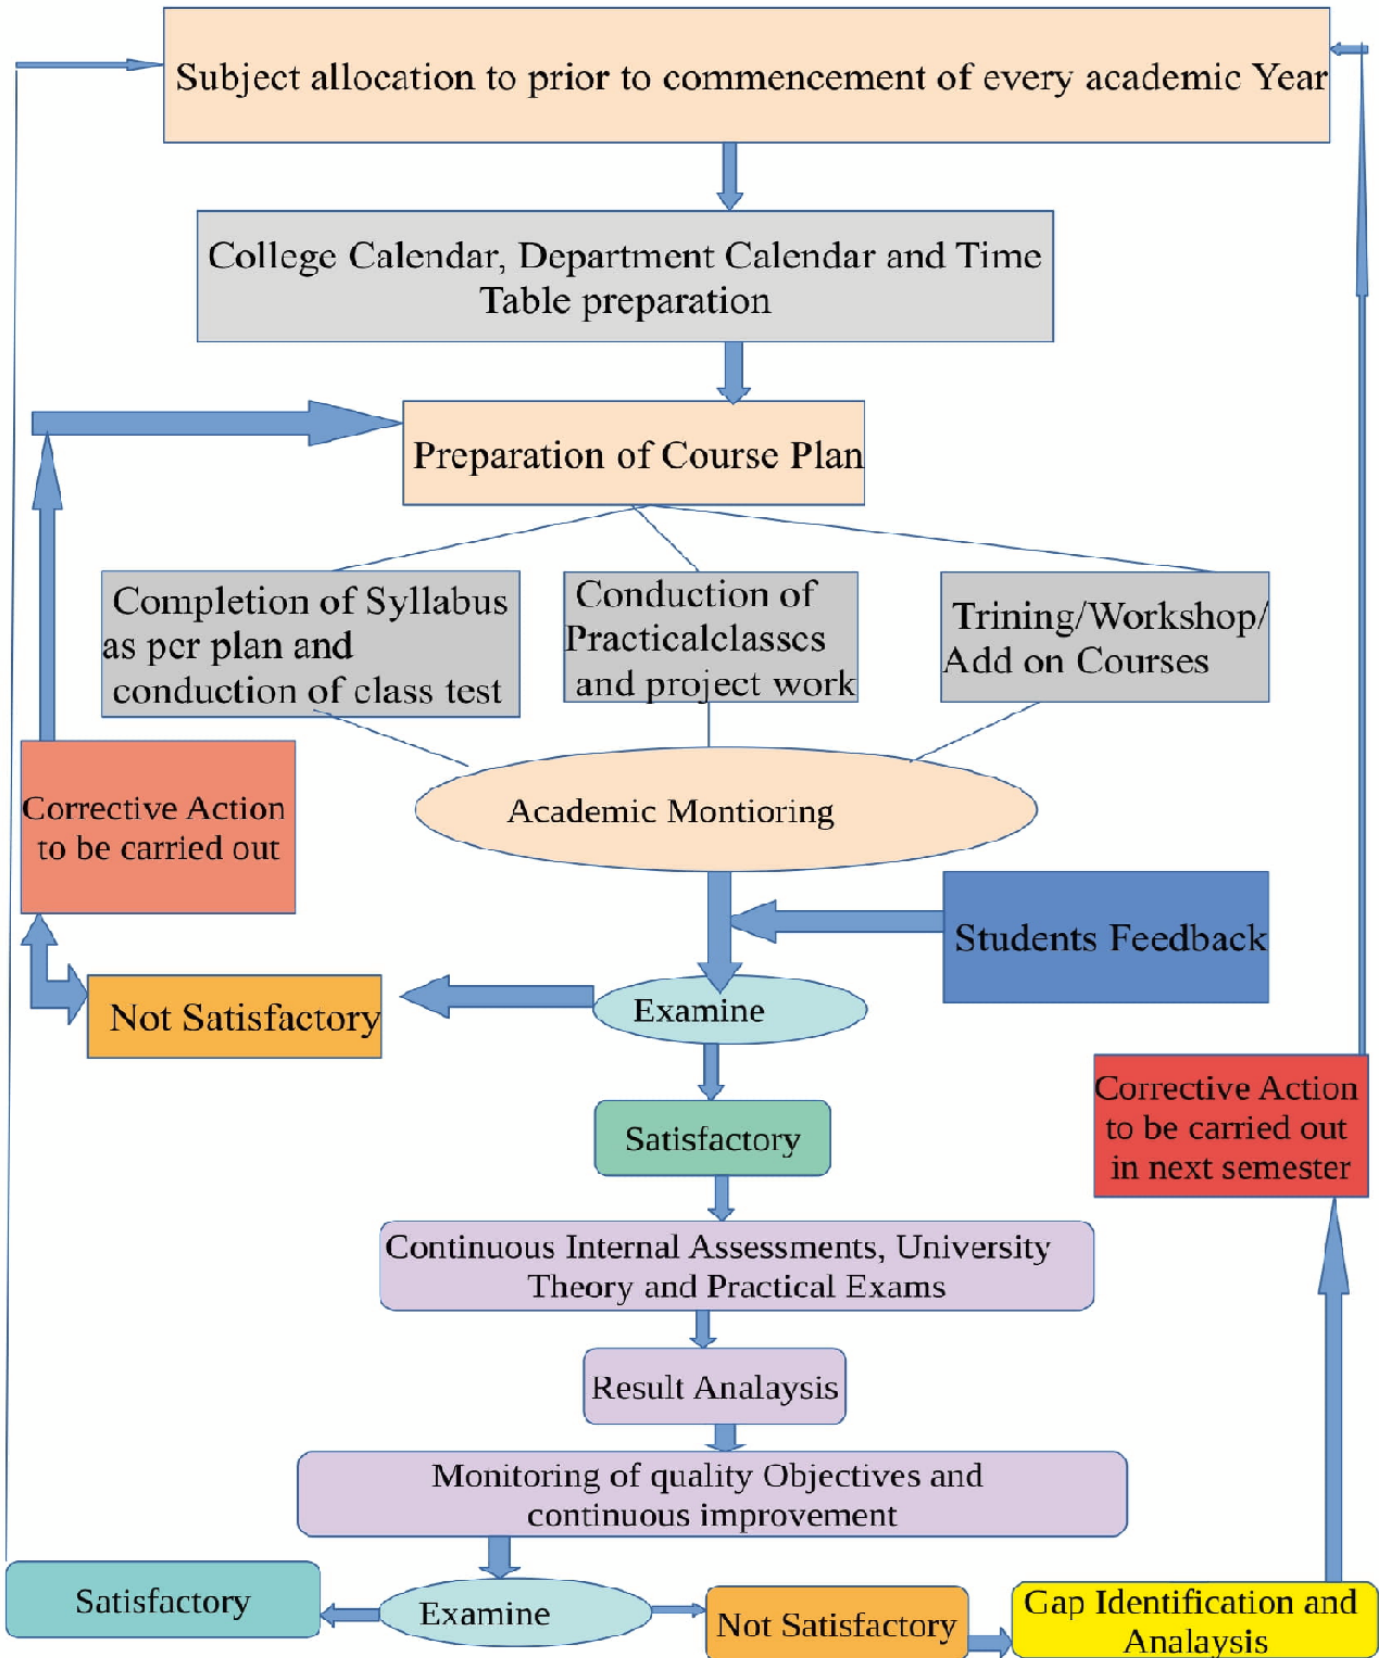 Subject allocation to prior to commencement of every academic Year
College Calendar, Department Calendar and Time
Table preparation
Preparation of Course Plan
Completion of Syllabus
as per plan and
conduction of class test
Conduction of
Practicalclasses
and project work
Trining/Workshop/
Add on Courses
Corrective Action
to be carried out
Academic Montioring
Students Feedback
Examine
Not Satisfactory
Satisfactory
Corrective Action
to be carried out
in next semester
Continuous Internal Assessments, University
Theory and Practical Exams
Result Analaysis
Monitoring of quality Objectives and
continuous improvement
Satisfactory
Examine
Not Satisfactory
Gap Identification and
Analaysis